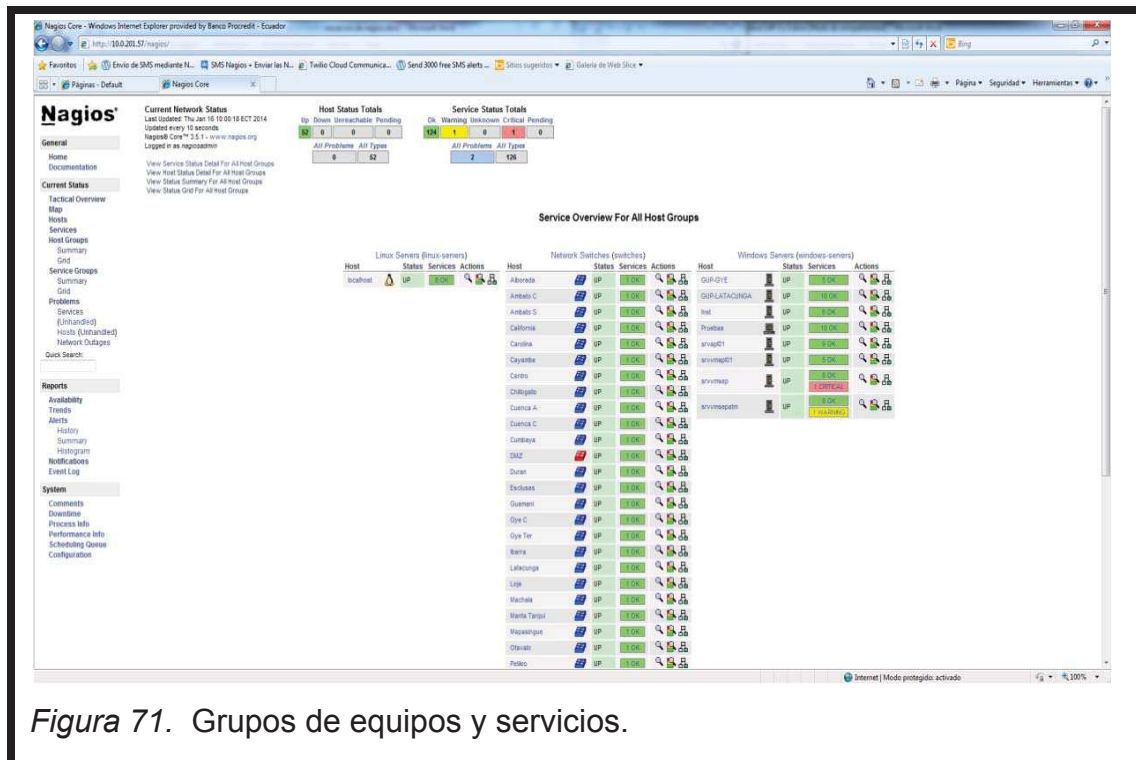 Nagios Core - Windows Internet Explorer provided by Banco Procredit - Ecuador
http://10.0.201.57/nagios/
Bing
Favoritos Envio de SMS mediante N... SMS Nagios + Enviar las N... Twilio Cloud Communica... Send 3000 free SMS alerts ... Sitios sugeridos Galería de Web Slice
Páginas - Default Nagios Core
Página Seguridad Herramientas
Nagios®
General
Home
Documentation
Current Status
Tactical Overview
Map
Hosts
Services
Host Groups
Summary
Grid
Service Groups
Summary
Grid
Problems
Services
(Unhandled)
Hosts (Unhandled)
Network Outages
Quick Search:
Reports
Availability
Trends
Alerts
History
Summary
Histogram
Notifications
Event Log
System
Comments
Downtime
Process Info
Performance Info
Scheduling Queue
Configuration
Current Network Status
Last Updated: Thu Jan 16 10:00:18 ECT 2014
Updated every 10 seconds
Nagios® Core™ 3.5.1 - www.nagios.org
Logged in as nagiosadmin
View Service Status Detail For All Host Groups
View Host Status Detail For All Host Groups
View Status Summary For All Host Groups
View Status Grid For All Host Groups
Host Status Totals
Up Down Unreachable Pending
52 0 0 0
All Problems All Types
0 52
Service Status Totals
Ok Warning Unknown Critical Pending
124 1 0 1 0
All Problems All Types
2 126
Service Overview For All Host Groups
Linux Servers (linux-servers)
Host Status Services Actions
localhost UP 8 OK
Network Switches (switches)
Host Status Services Actions
Alborada UP 1 OK
Ambato C UP 1 OK
Ambato S UP 1 OK
California UP 1 OK
Carolina UP 1 OK
Cayambe UP 1 OK
Centro UP 1 OK
Chillogallo UP 1 OK
Cuenca A UP 1 OK
Cuenca C UP 1 OK
Cumbaya UP 1 OK
DMZ UP 1 OK
Duran UP 1 OK
Esclusas UP 1 OK
Guamani UP 1 OK
Gye C UP 1 OK
Gye Ter UP 1 OK
Ibarra UP 1 OK
Latacunga UP 1 OK
Loja UP 1 OK
Machala UP 1 OK
Manta Tarqui UP 1 OK
Mapasingue UP 1 OK
Otavalo UP 1 OK
Pelileo UP 1 OK
Windows Servers (windows-servers)
Host Status Services Actions
GUP-GYE UP
GUP-LATACUNGA UP 10 OK
Inst UP
Pruebas UP 10 OK
srvapl01 UP
srvvmapl01 UP
srvvmsep UP
1 CRITICAL
srvvmsepatm UP
1 WARNING
Internet | Modo protegido: activado
100%
Figura 71. Grupos de equipos y servicios.